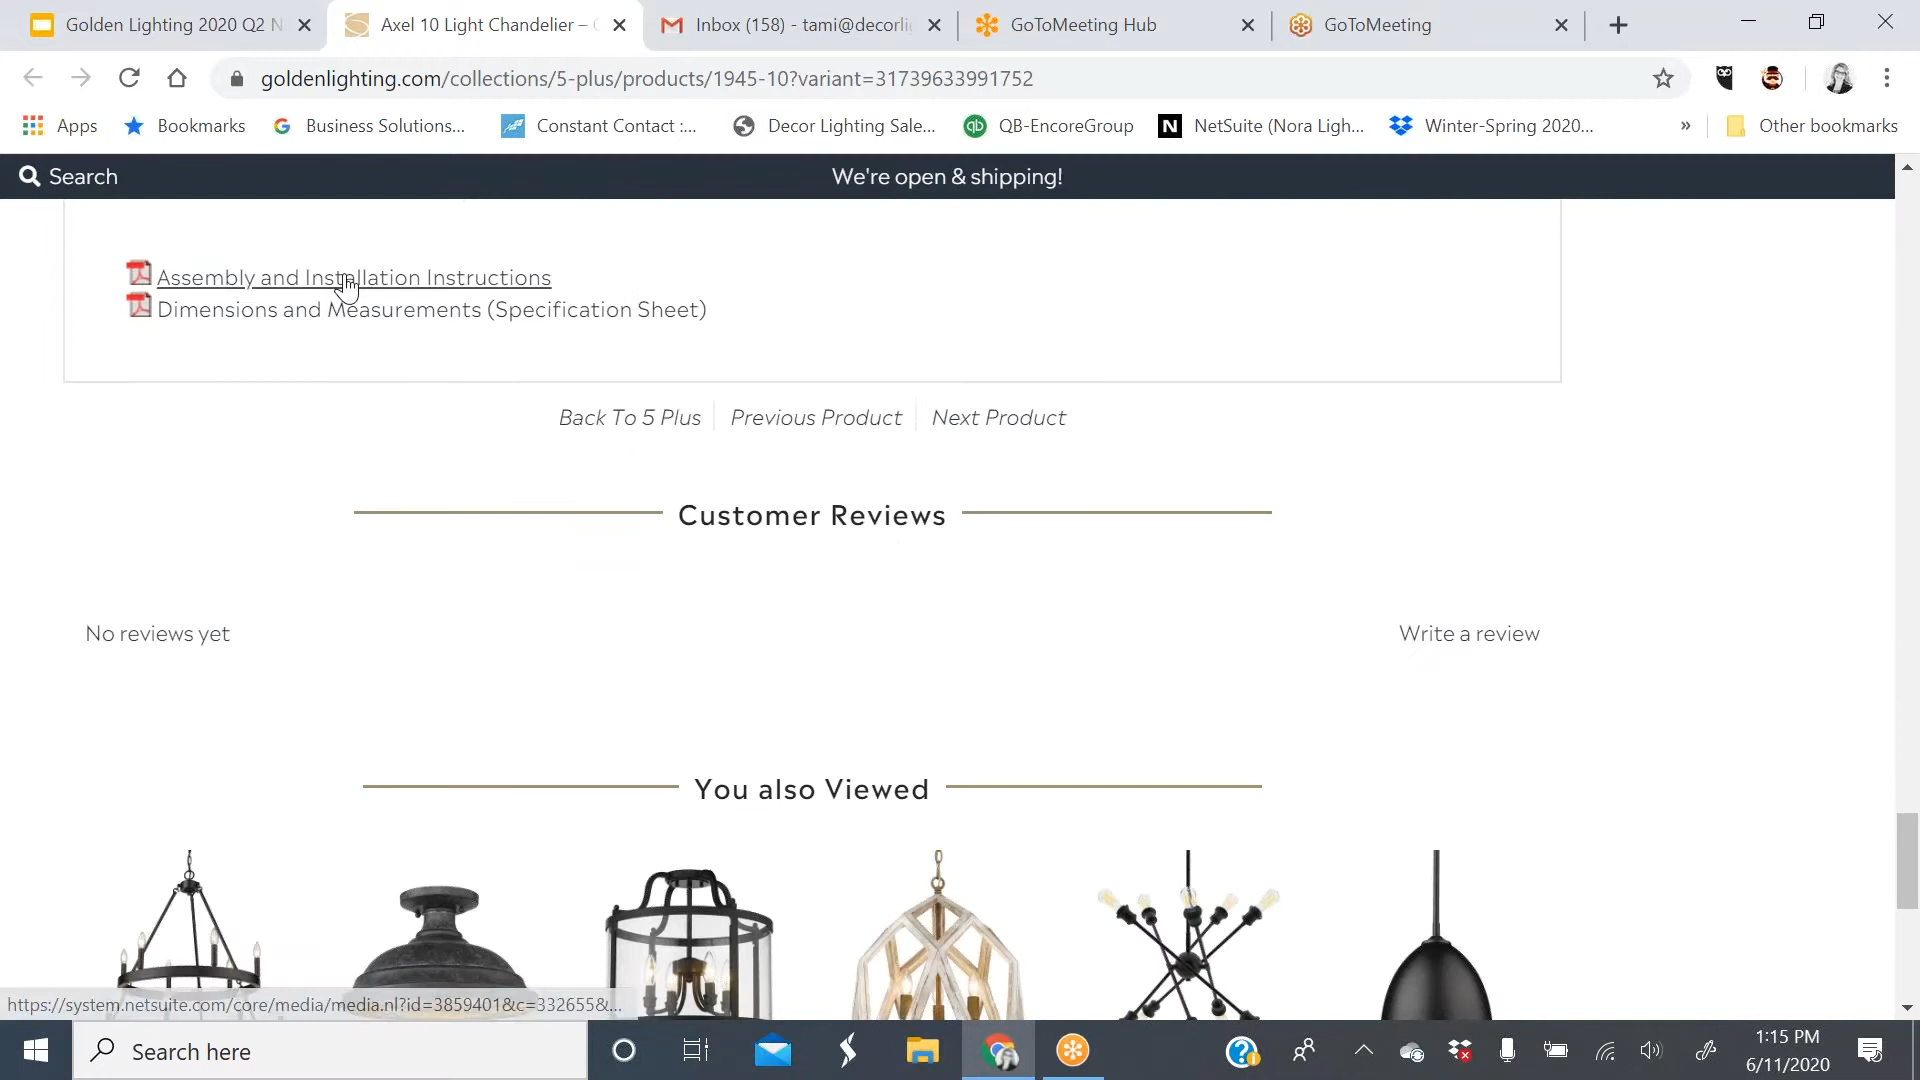 Golden Lighting 2020 Q2 N
Axel 10 Light Chandelier –
Inbox (158) - tami@decorli
GoToMeeting Hub
GoToMeeting
goldenlighting.com/collections/5-plus/products/1945-10?variant=31739633991752
Apps
Bookmarks
Business Solutions...
Constant Contact :...
Decor Lighting Sale...
qb
QB-EncoreGroup
N
NetSuite (Nora Ligh...
Winter-Spring 2020...
»
Other bookmarks
Search
We're open & shipping!
Assembly and Installation Instructions
Dimensions and Measurements (Specification Sheet)
Back To 5 Plus
Previous Product
Next Product
Customer Reviews
No reviews yet
Write a review
You also Viewed
https://system.netsuite.com/core/media/media.nl?id=3859401&c=332655&...
Search here
1:15 PM
6/11/2020